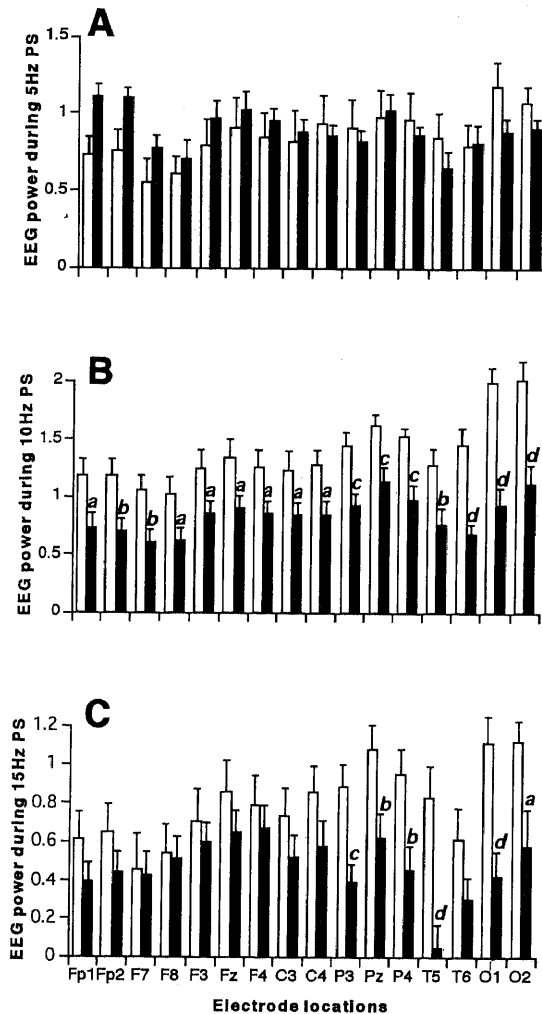 A
EEG power during 5Hz PS
1.5
1
0.5
0
B
EEG power during 10Hz PS
2
1.5
1
0.5
0
a b b a a a a a a c c c b d d d
C
EEG power during 15Hz PS
1.2
1
0.8
0.6
0.4
0.2
0
c b b d d a
Fp1 Fp2 F7 F8 F3 Fz F4 C3 C4 P3 Pz P4 T5 T6 O1 O2
Electrode locations